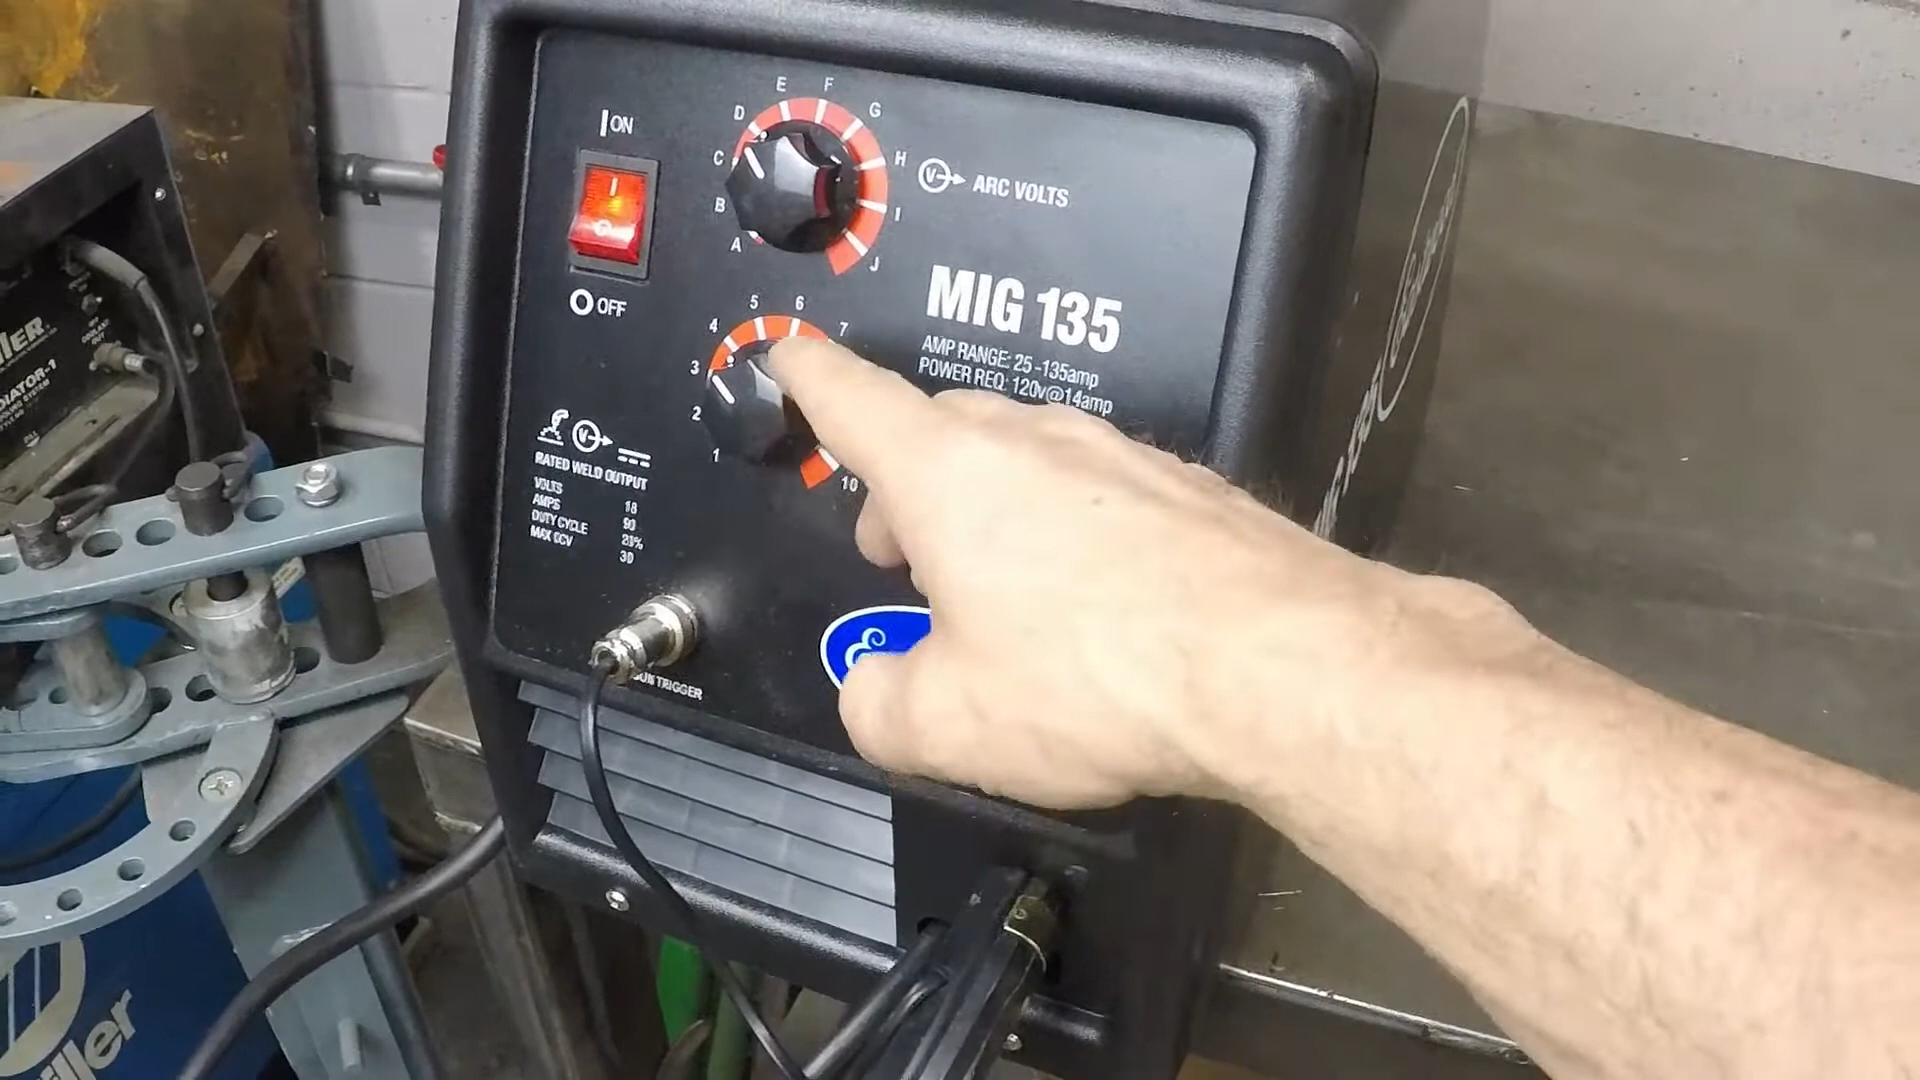 ON
OFF
A
B
C
D
E
F
G
H
I
J
V
ARC VOLTS
MIG 135
AMP RANGE: 25-135amp
POWER REQ: 120v@14amp
1
2
3
4
5
6
7
10
V
RATED WELD OUTPUT
VOLTS 18
AMPS 90
DUTY CYCLE 20%
MAX OCV 30
GUN TRIGGER